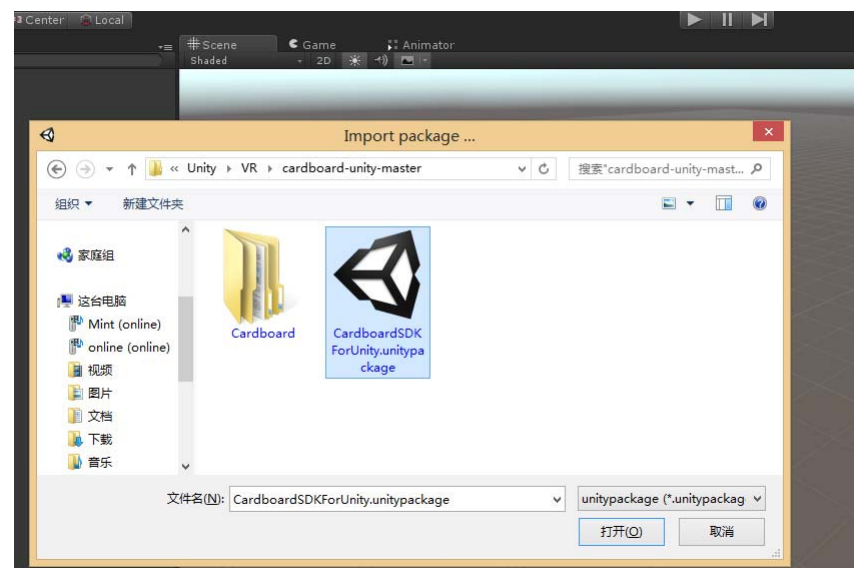 Center Local
Scene Game Animator
Shaded 2D
Import package ...
« Unity VR cardboard-unity-master 搜索"cardboard-unity-mast...
组织 新建文件夹
家庭组
这台电脑
Mint (online)
online (online)
视频
图片
文档
下载
音乐
Cardboard
CardboardSDK
ForUnity.unitypa
ckage
文件名(N): CardboardSDKForUnity.unitypackage unitypackage (*.unitypackag
打开(O) 取消